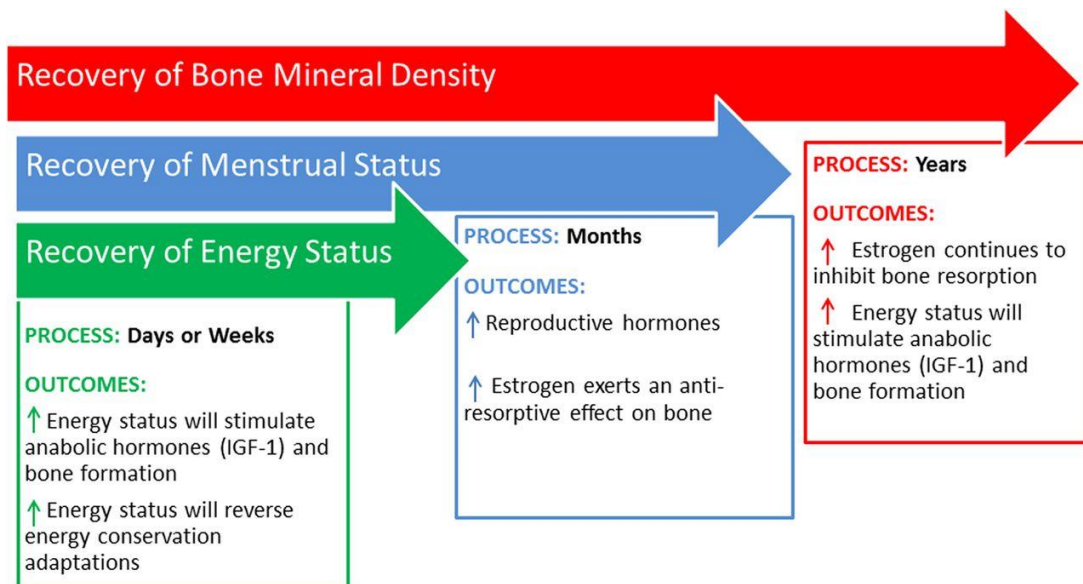 Recovery of Bone Mineral Density
Recovery of Menstrual Status
Recovery of Energy Status
PROCESS: Days or Weeks
OUTCOMES:
↑ Energy status will stimulate
anabolic hormones (IGF-1) and
bone formation
↑ Energy status will reverse
energy conservation
adaptations
PROCESS: Months
OUTCOMES:
↑ Reproductive hormones
↑ Estrogen exerts an anti-
resorptive effect on bone
PROCESS: Years
OUTCOMES:
↑ Estrogen continues to
inhibit bone resorption
↑ Energy status will
stimulate anabolic
hormones (IGF-1) and
bone formation